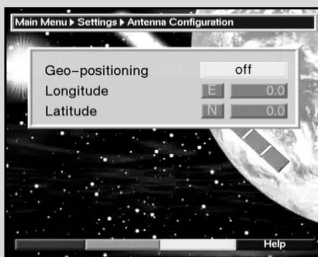 Main Menu ▸ Settings ▸ Antenna Configuration
Geo-positioning off
Longitude E 0.0
Latitude N 0.0
Help